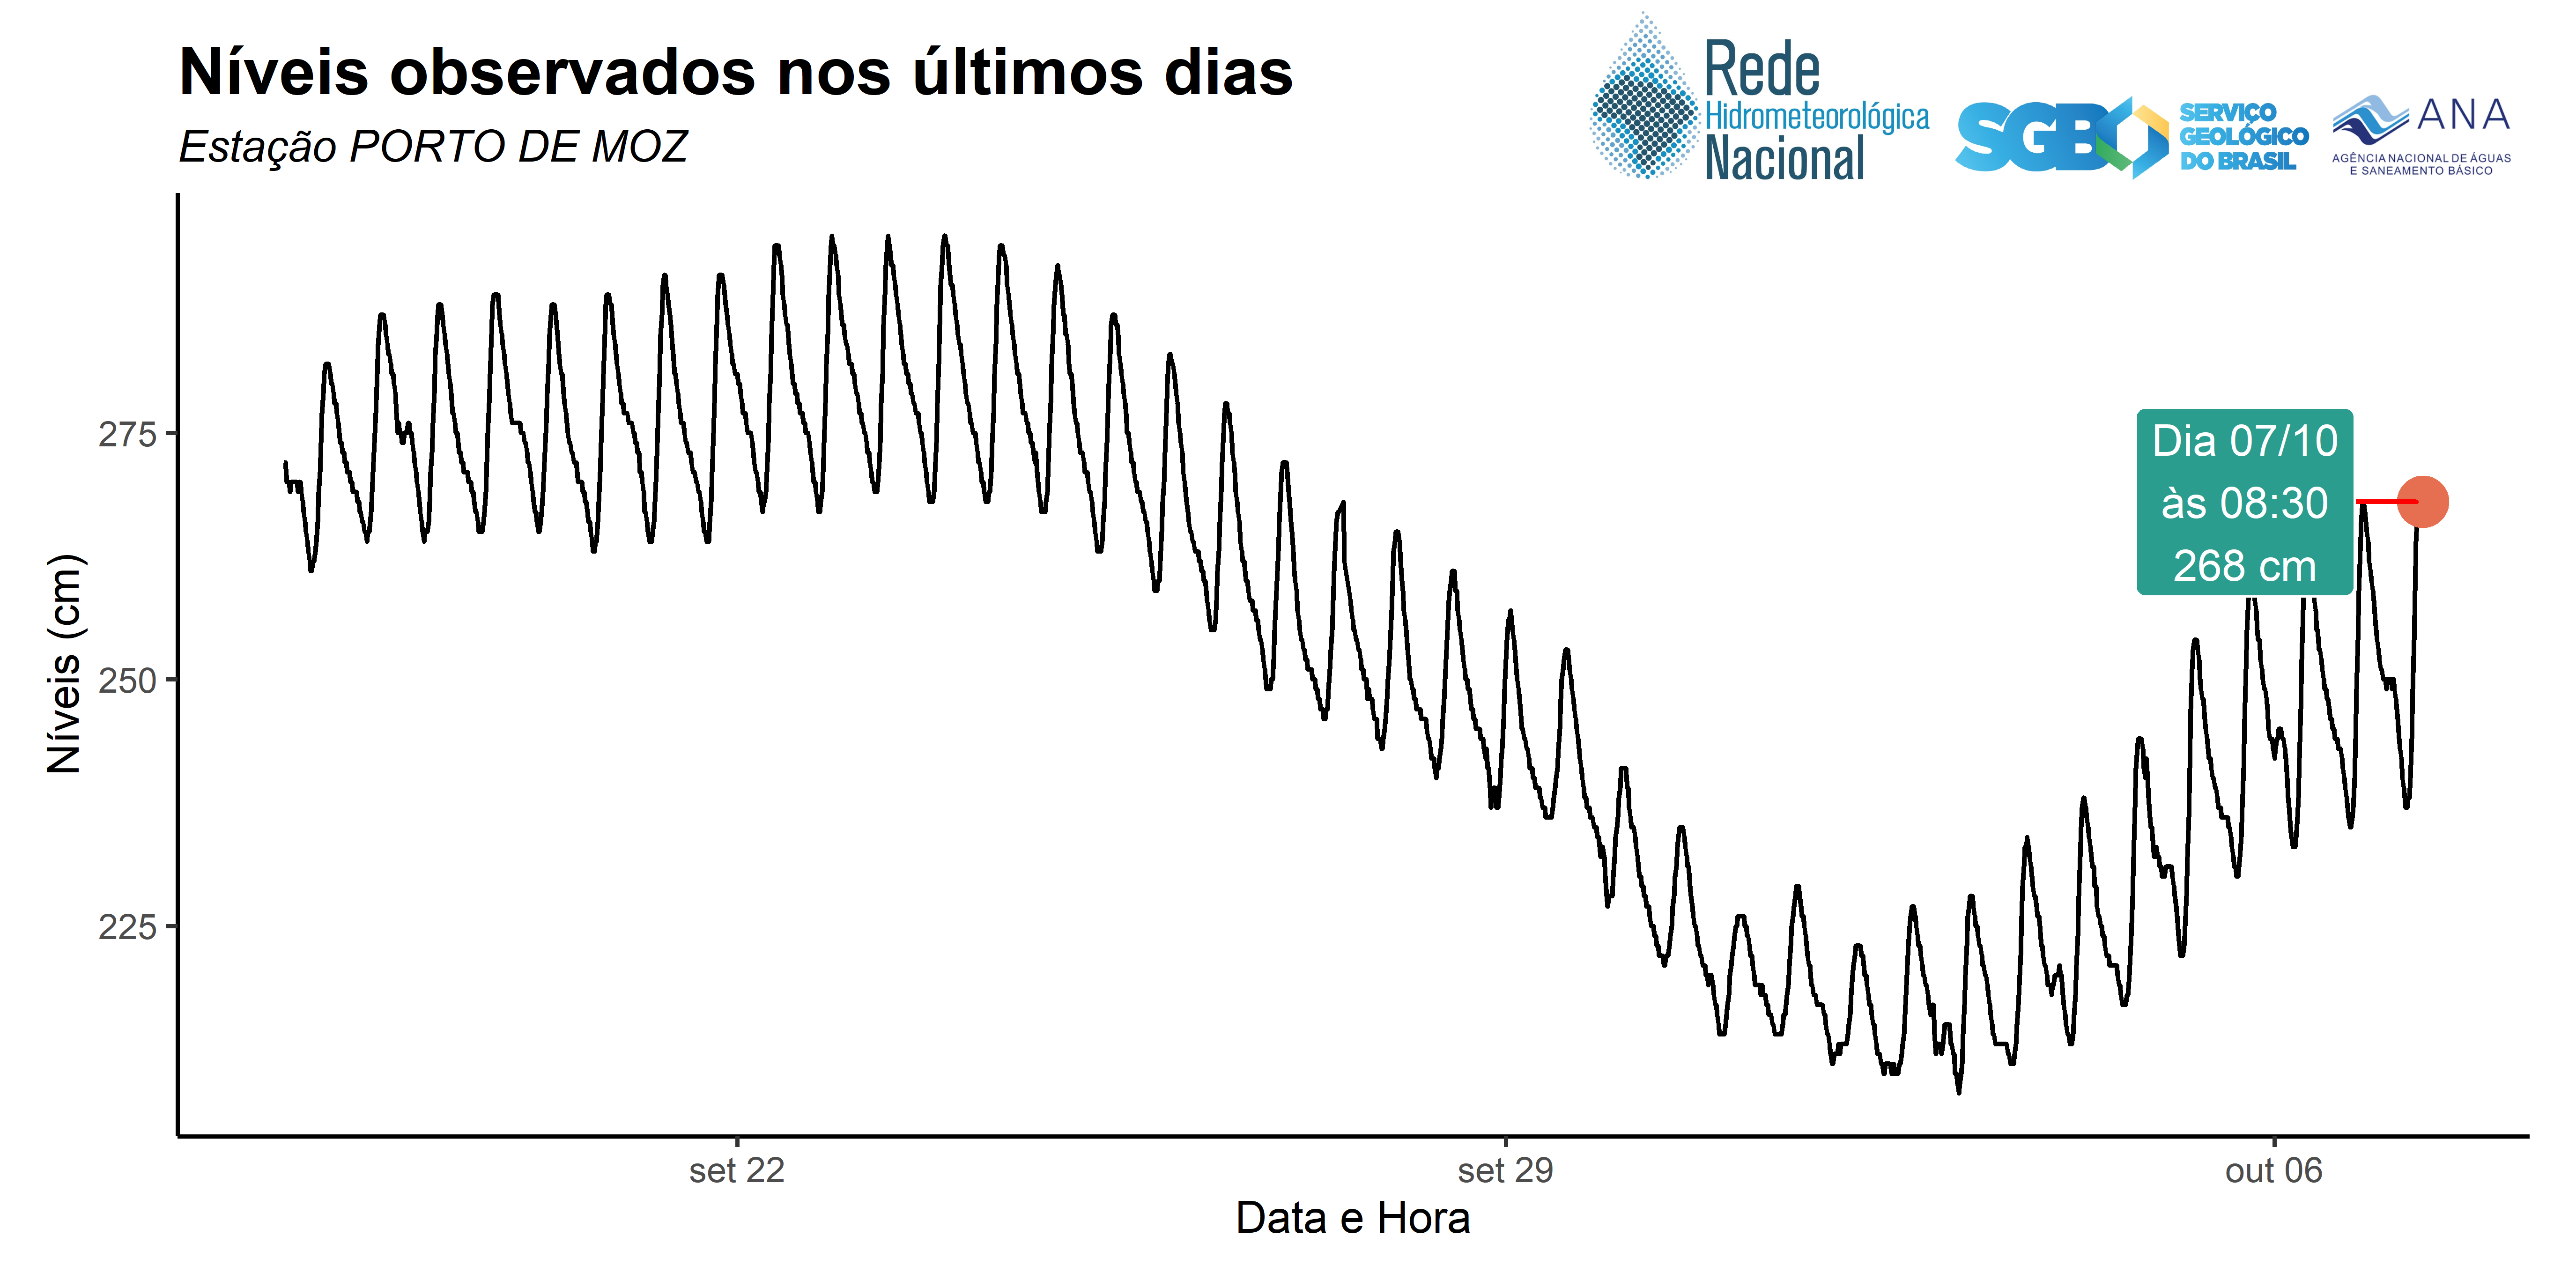 Níveis observados nos últimos dias
Estação PORTO DE MOZ
Rede
Hidrometeorológica
Nacional
SGB
SERVIÇO
GEOLÓGICO
DO BRASIL
ANA
AGÊNCIA NACIONAL DE ÁGUAS
E SANEAMENTO BÁSICO
Níveis (cm)
275
250
225
Dia 07/10
às 08:30
268 cm
set 22
set 29
out 06
Data e Hora